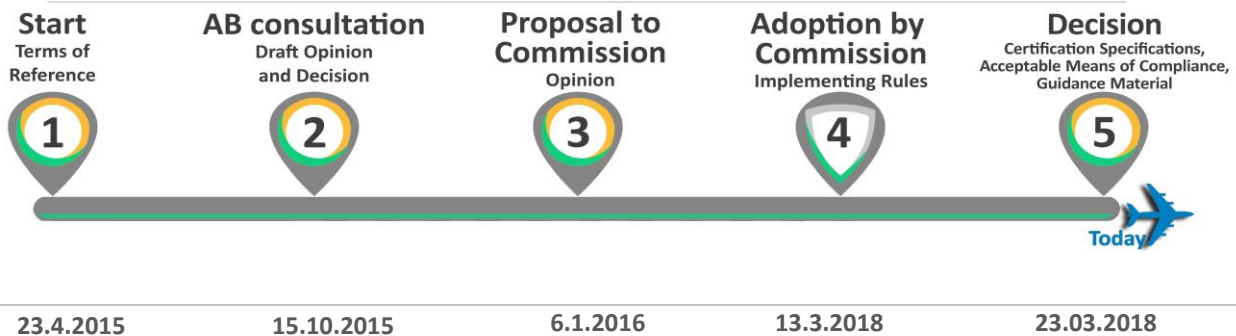 Start
Terms of
Reference
1
AB consultation
Draft Opinion
and Decision
2
Proposal to
Commission
Opinion
3
Adoption by
Commission
Implementing Rules
4
Decision
Certification Specifications,
Acceptable Means of Compliance,
Guidance Material
5
Today
23.4.2015
15.10.2015
6.1.2016
13.3.2018
23.03.2018